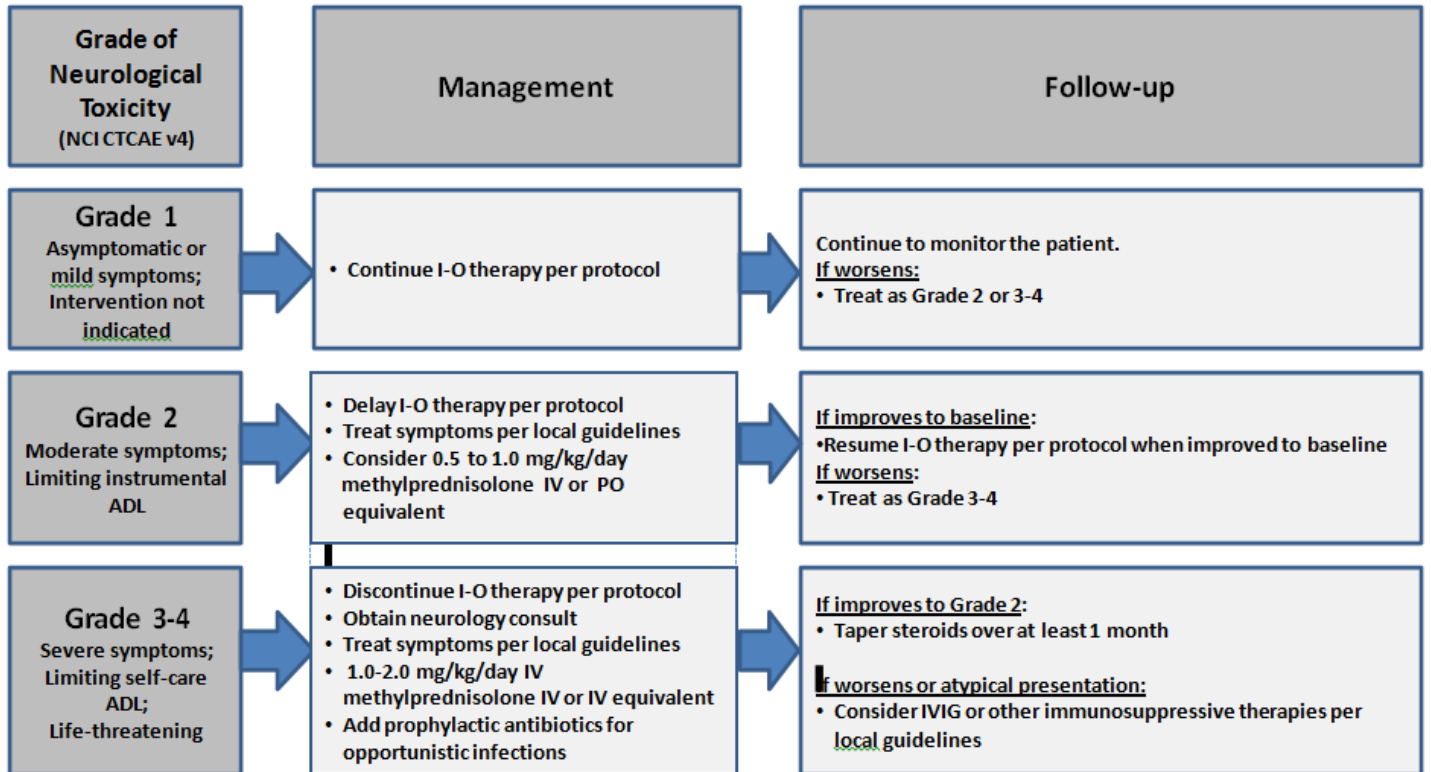 Grade of
Neurological
Toxicity
(NCI CTCAE v4)
Management
Follow-up
Grade 1
Asymptomatic or
mild symptoms;
Intervention not
indicated
• Continue I-O therapy per protocol
Continue to monitor the patient.
If worsens:
• Treat as Grade 2 or 3-4
Grade 2
Moderate symptoms;
Limiting instrumental
ADL
• Delay I-O therapy per protocol
• Treat symptoms per local guidelines
• Consider 0.5 to 1.0 mg/kg/day
methylprednisolone IV or PO
equivalent
If improves to baseline:
•Resume I-O therapy per protocol when improved to baseline
If worsens:
• Treat as Grade 3-4
Grade 3-4
Severe symptoms;
Limiting self-care
ADL;
Life-threatening
• Discontinue I-O therapy per protocol
• Obtain neurology consult
• Treat symptoms per local guidelines
• 1.0-2.0 mg/kg/day IV
methylprednisolone IV or IV equivalent
• Add prophylactic antibiotics for
opportunistic infections
If improves to Grade 2:
• Taper steroids over at least 1 month
If worsens or atypical presentation:
• Consider IVIG or other immunosuppressive therapies per
local guidelines